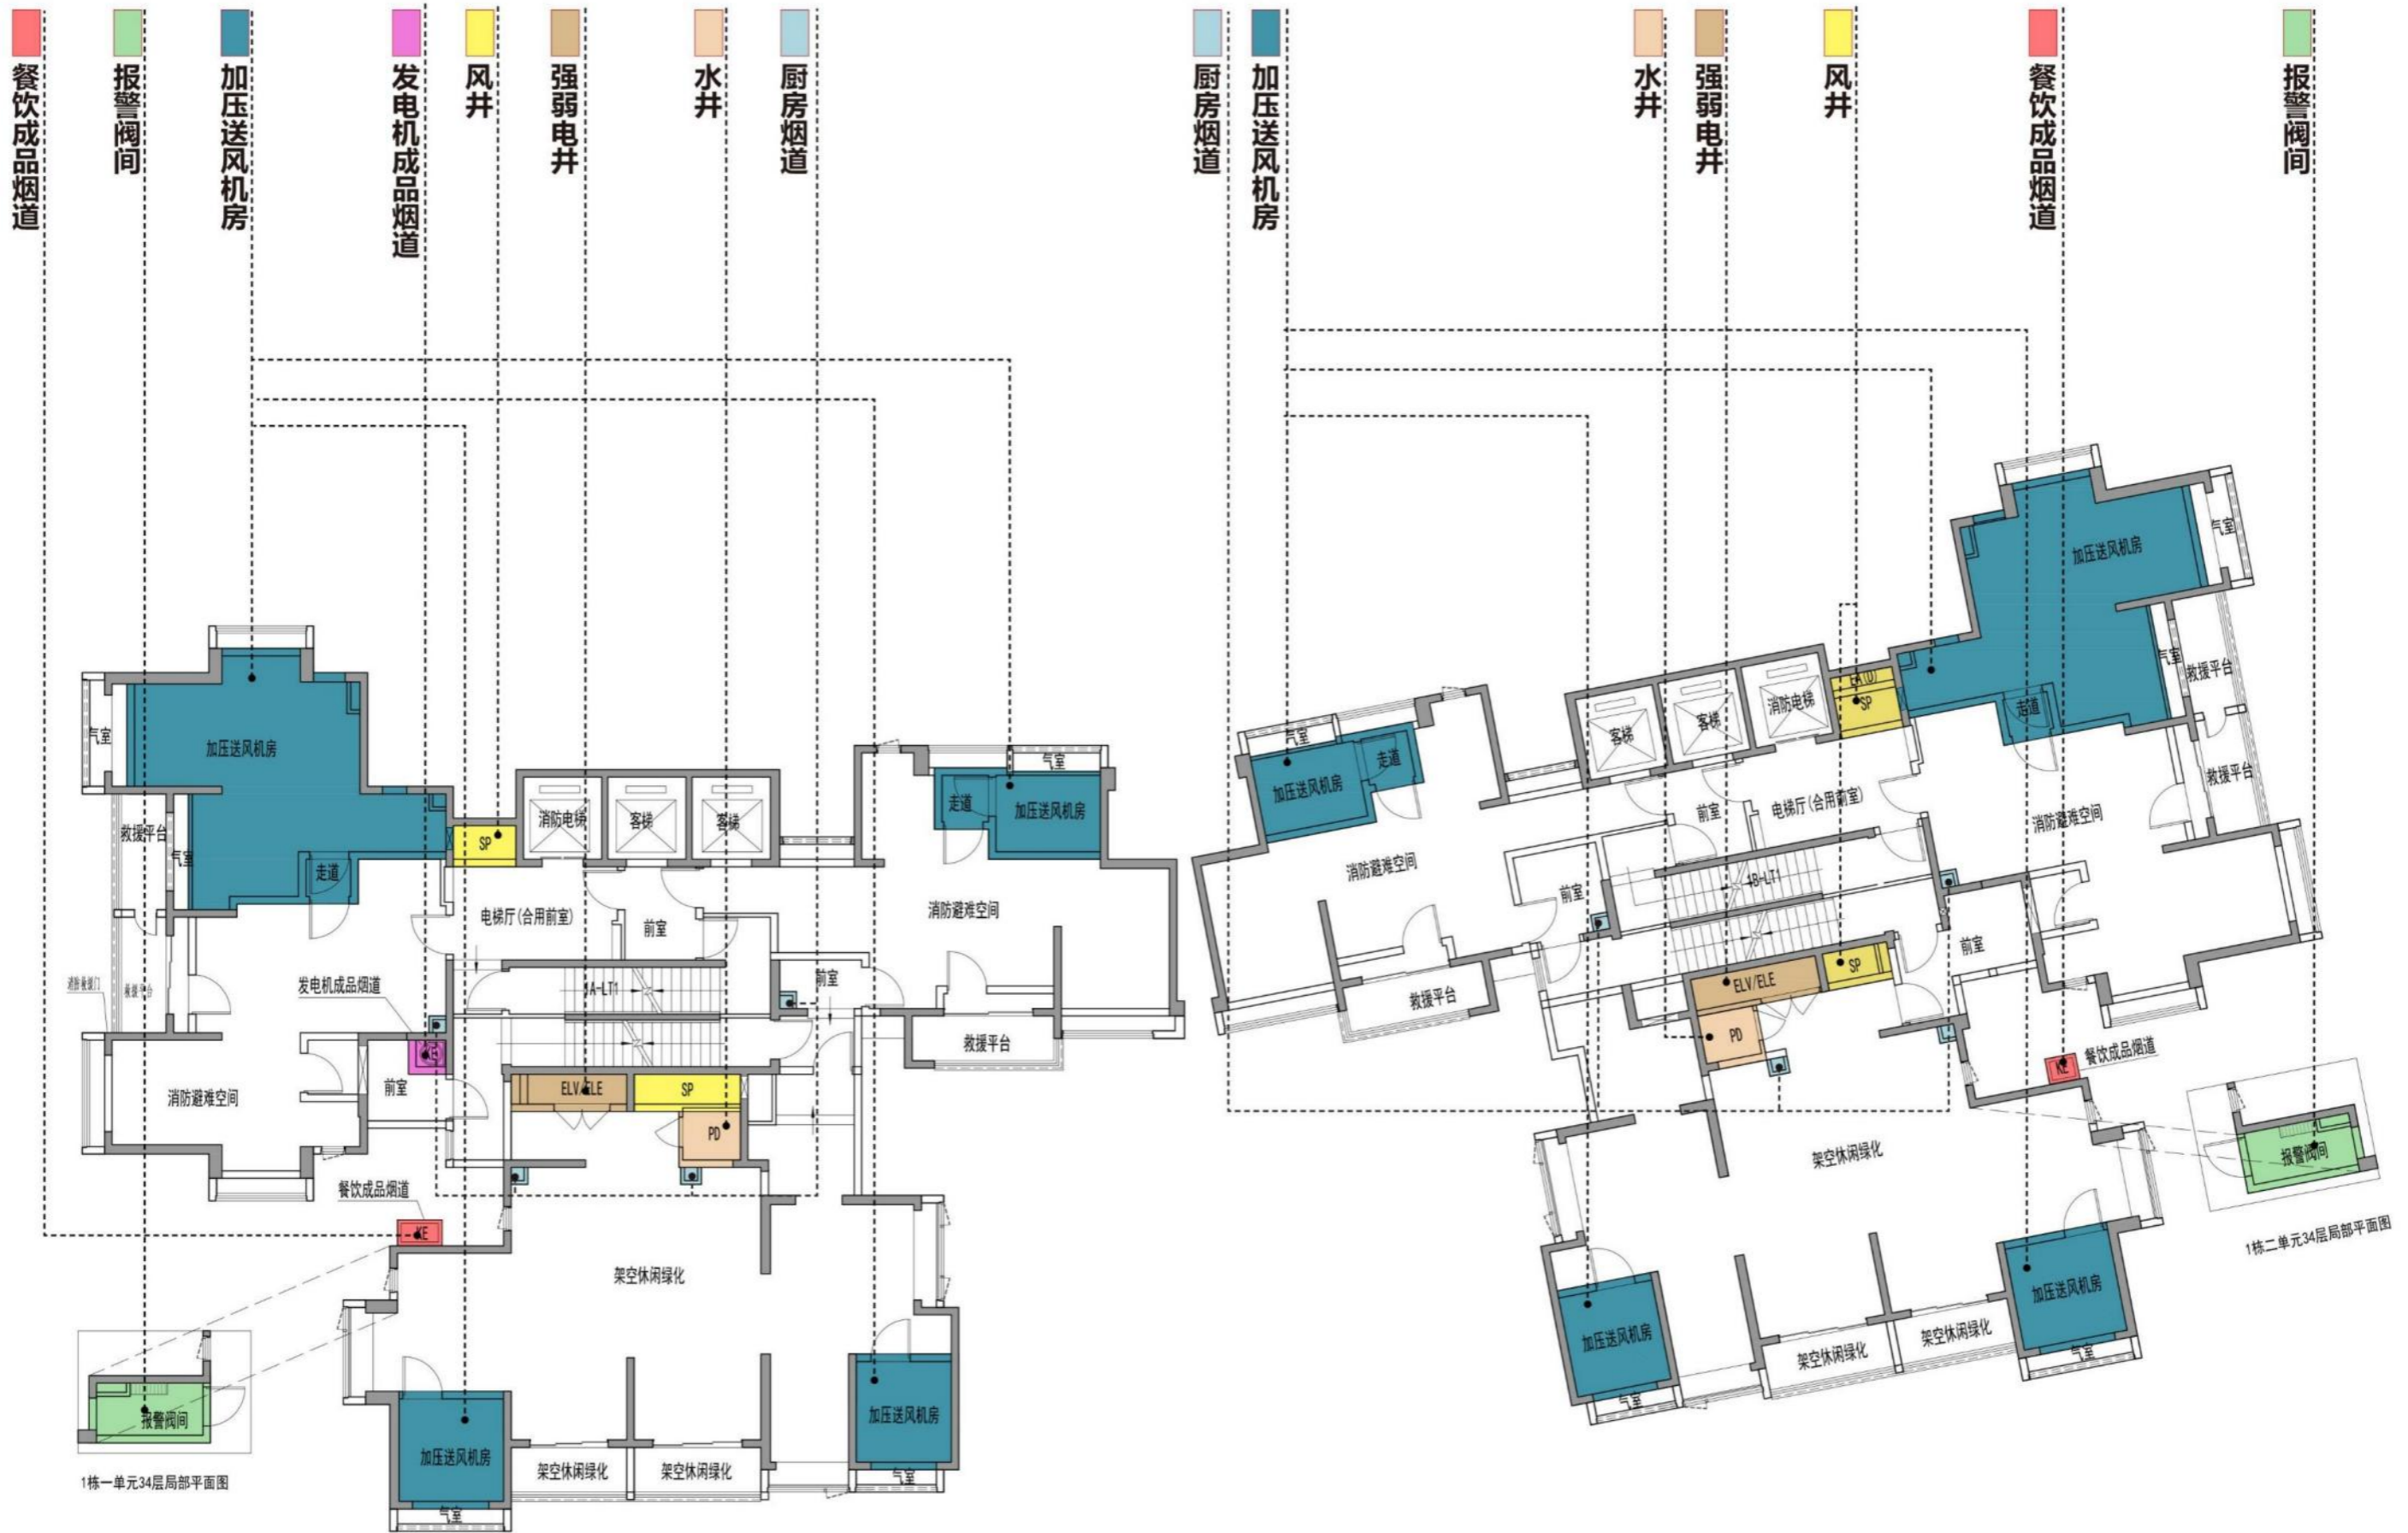 餐饮成品烟道
报警阀间
加压送风机房
发电机成品烟道
风井
强弱电井
水井
厨房烟道
厨房烟道
加压送风机房
水井
强弱电井
风井
餐饮成品烟道
报警阀间
气室
加压送风机房
救援平台
气室
走道
SP
消防电梯
客梯
客梯
气室
走道
加压送风机房
电梯厅(合用前室)
前室
消防避难空间
消防救援门
救援平台
发电机成品烟道
A-LT1
前室
救援平台
消防避难空间
前室
ELV/ELE
SP
PD
餐饮成品烟道
KE
架空休闲绿化
报警阀间
1栋一单元34层局部平面图
加压送风机房
气室
架空休闲绿化
架空休闲绿化
加压送风机房
气室
加压送风机房
气室
气室
救援平台
救援平台
走道
EA(D)
SP
消防电梯
客梯
客梯
气室
走道
加压送风机房
前室
电梯厅(合用前室)
消防避难空间
消防避难空间
前室
B-LT1
前室
救援平台
ELV/ELE
SP
PD
餐饮成品烟道
KE
报警阀间
1栋二单元34层局部平面图
架空休闲绿化
加压送风机房
气室
架空休闲绿化
架空休闲绿化
加压送风机房
气室